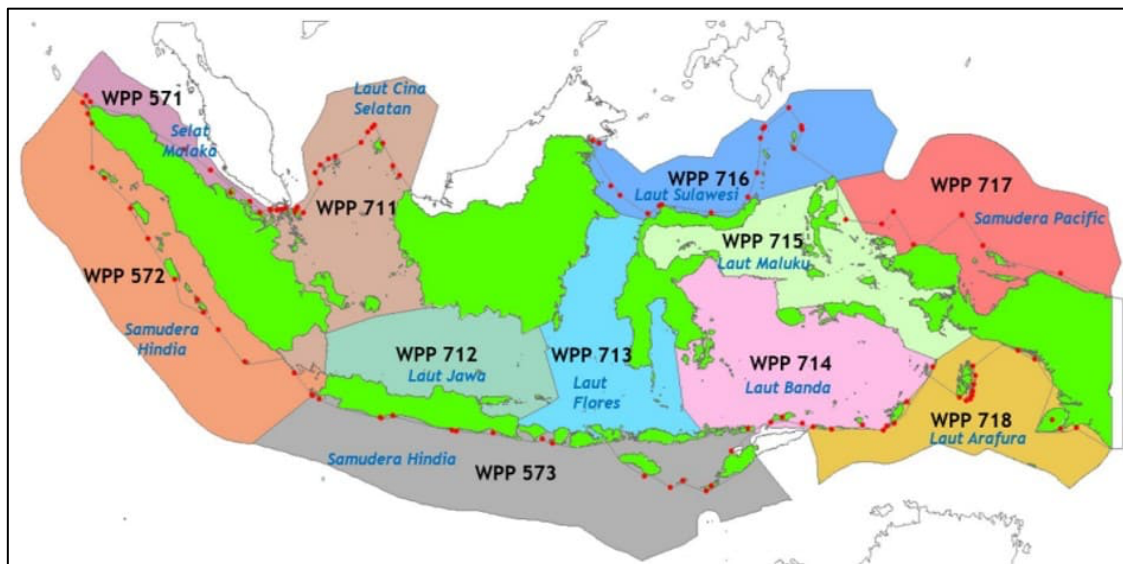 WPP 571
Selat
Malaka
Laut Cina
Selatan
WPP 711
WPP 572
Samudera
Hindia
WPP 716
Laut Sulawesi
WPP 717
Samudera Pacific
WPP 715
Laut Maluku
WPP 712
Laut Jawa
WPP 713
Laut
Flores
WPP 714
Laut Banda
WPP 718
Laut Arafura
Samudera Hindia
WPP 573